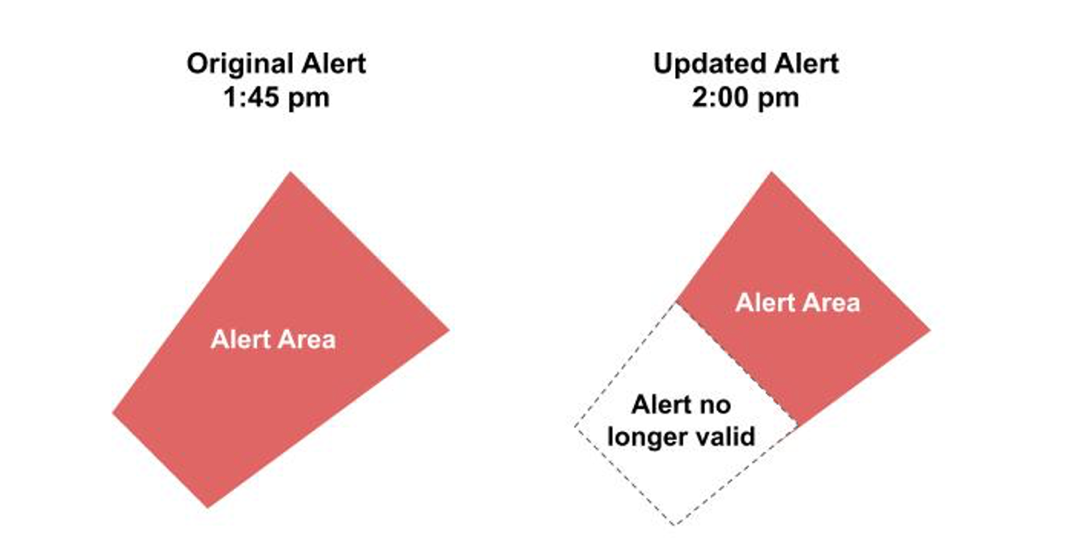 Original Alert
1:45 pm
Alert Area
Updated Alert
2:00 pm
Alert Area
Alert no
longer valid